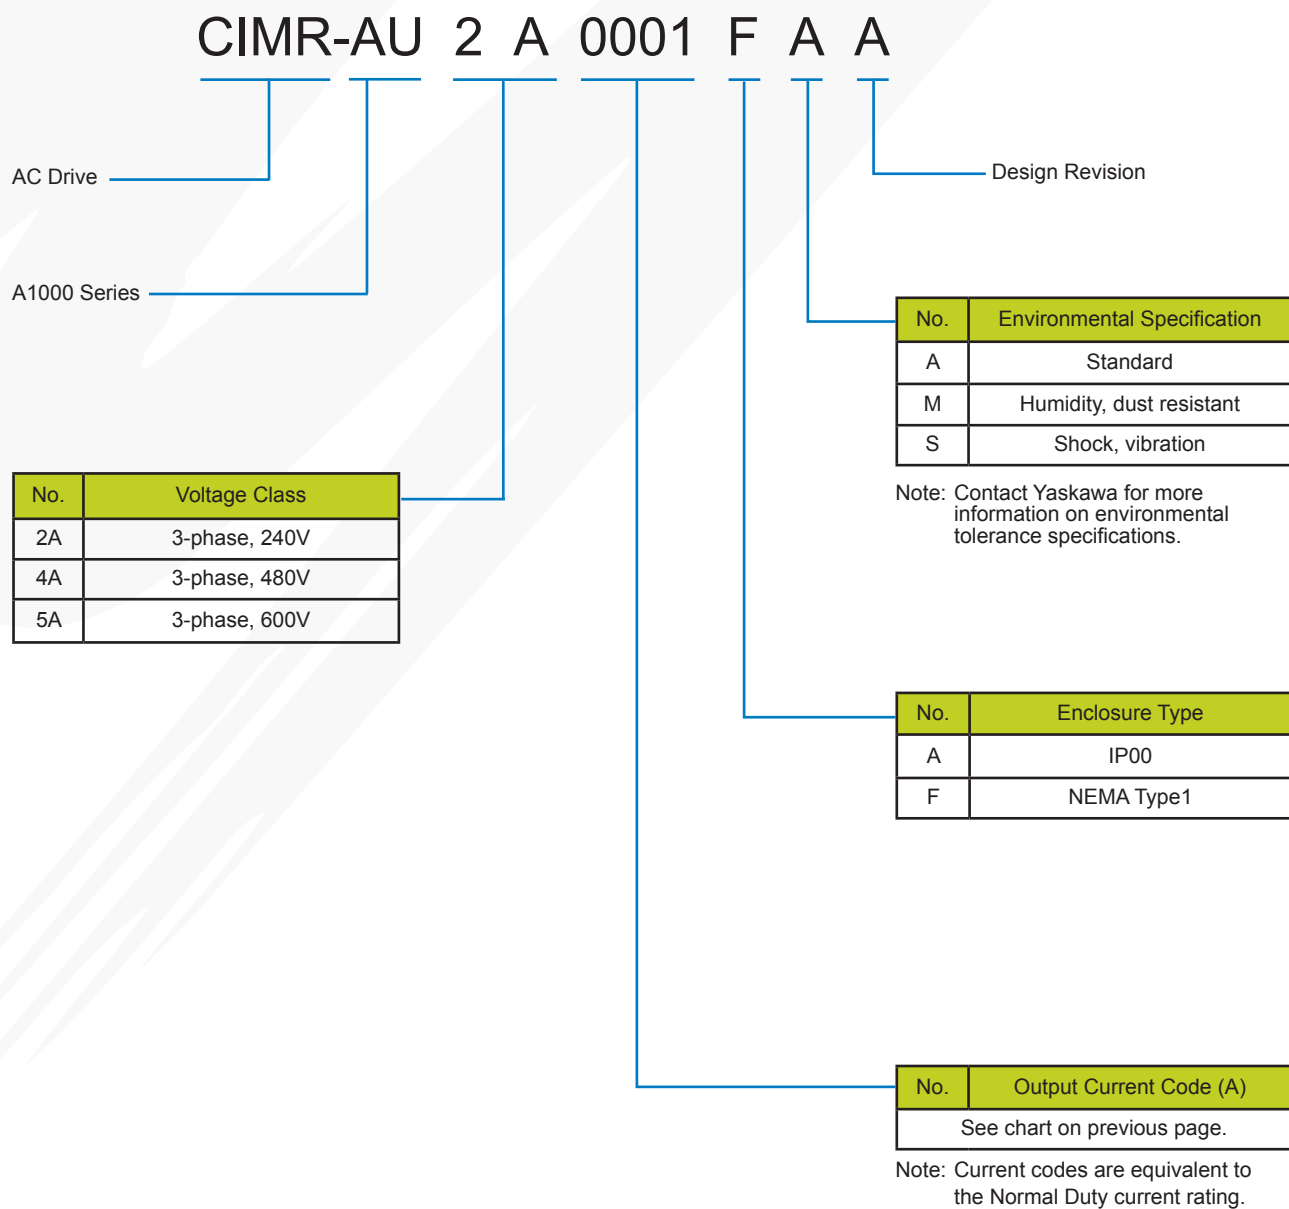 CIMR-AU 2 A 0001 F A A
AC Drive
Design Revision
A1000 Series
No. Environmental Specification
A Standard
M Humidity, dust resistant
S Shock, vibration
Note: Contact Yaskawa for more
information on environmental
tolerance specifications.
No. Voltage Class
2A 3-phase, 240V
4A 3-phase, 480V
5A 3-phase, 600V
No. Enclosure Type
A IP00
F NEMA Type1
No. Output Current Code (A)
See chart on previous page.
Note: Current codes are equivalent to
the Normal Duty current rating.